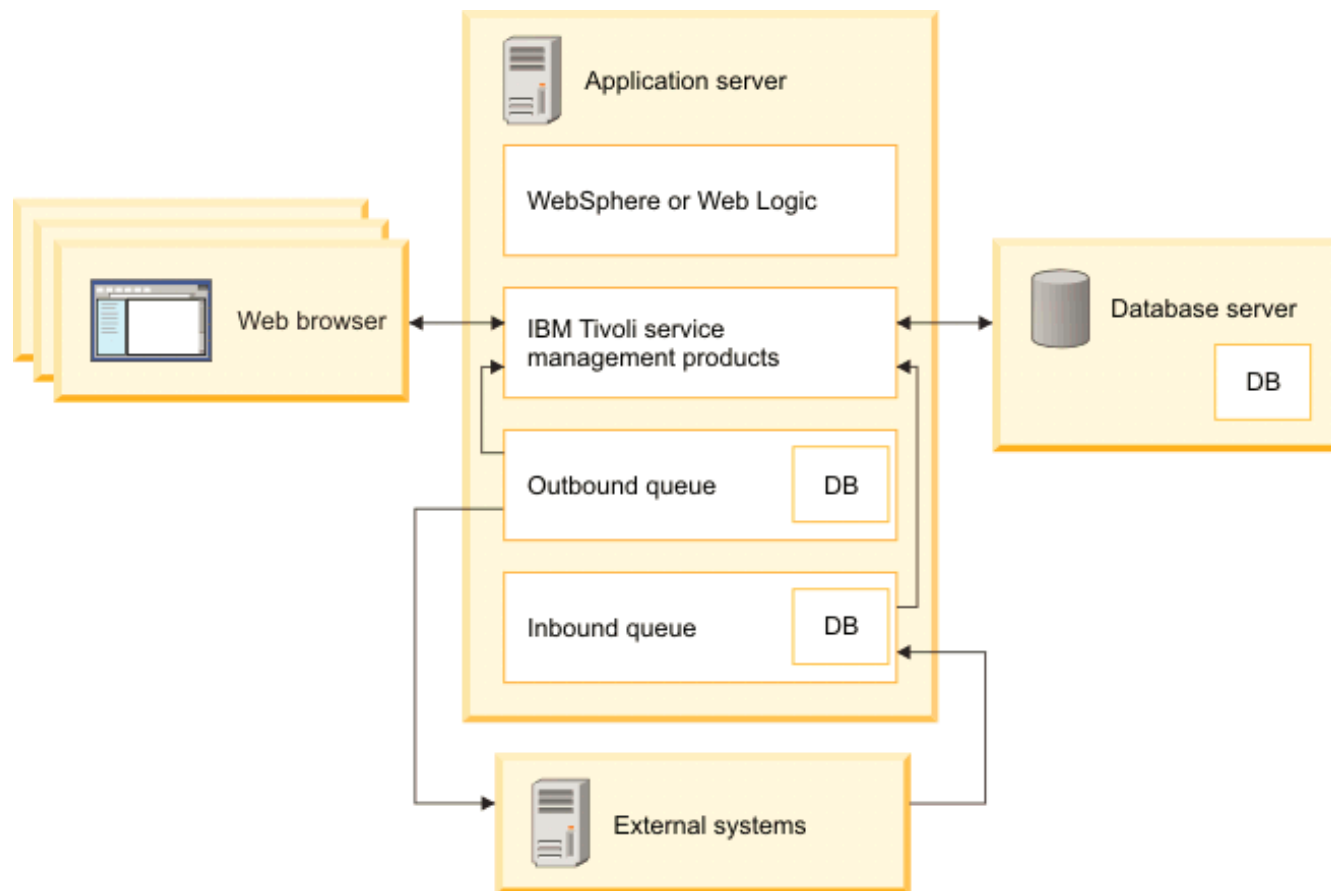 Application server
WebSphere or Web Logic
Web browser
IBM Tivoli service
management products
Database server
DB
Outbound queue
DB
Inbound queue
DB
External systems